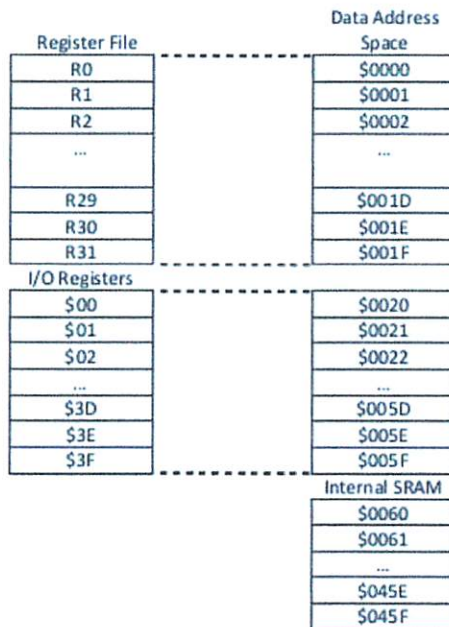 Data Address
Register File Space
R0 $0000
R1 $0001
R2 $0002
... ...
R29 $001D
R30 $001E
R31 $001F
I/O Registers
$00 $0020
$01 $0021
$02 $0022
... ...
$3D $005D
$3E $005E
$3F $005F
Internal SRAM
$0060
$0061
...
$045E
$045F